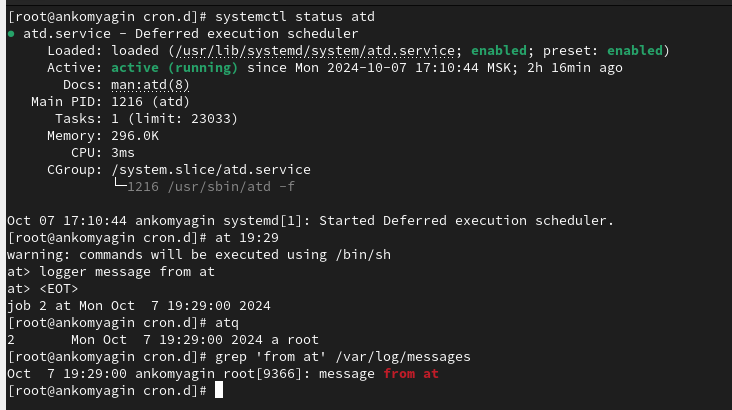 [root@ankomyagin cron.d]# systemctl status atd
● atd.service - Deferred execution scheduler
     Loaded: loaded (/usr/lib/systemd/system/atd.service; enabled; preset: enabled)
     Active: active (running) since Mon 2024-10-07 17:10:44 MSK; 2h 16min ago
       Docs: man:atd(8)
   Main PID: 1216 (atd)
      Tasks: 1 (limit: 23033)
     Memory: 296.0K
        CPU: 3ms
     CGroup: /system.slice/atd.service
             └─1216 /usr/sbin/atd -f

Oct 07 17:10:44 ankomyagin systemd[1]: Started Deferred execution scheduler.
[root@ankomyagin cron.d]# at 19:29
warning: commands will be executed using /bin/sh
at> logger message from at
at> <EOT>
job 2 at Mon Oct  7 19:29:00 2024
[root@ankomyagin cron.d]# atq
2       Mon Oct  7 19:29:00 2024 a root
[root@ankomyagin cron.d]# grep 'from at' /var/log/messages
Oct  7 19:29:00 ankomyagin root[9366]: message from at
[root@ankomyagin cron.d]#